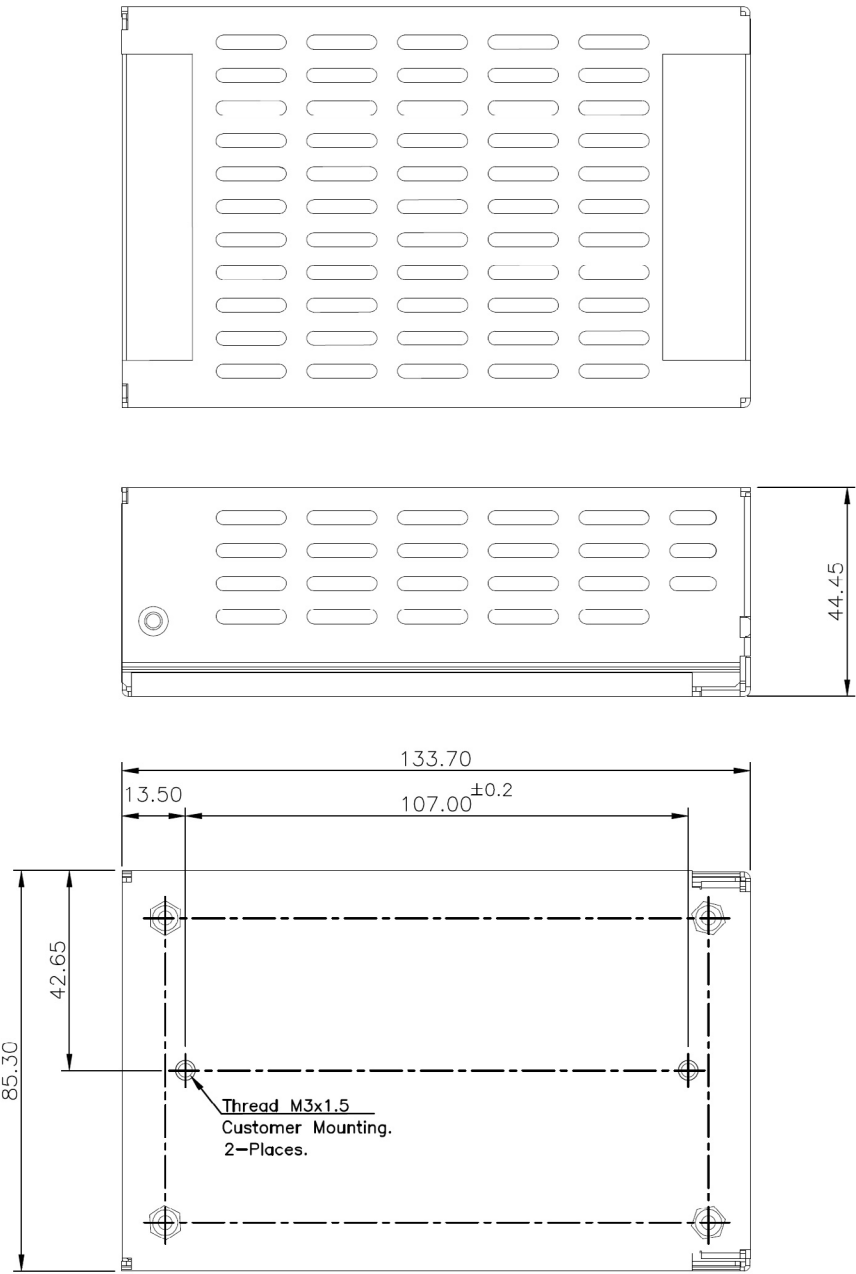 44.45
133.70
13.50
107.00±0.2
42.65
85.30
Thread M3x1.5
Customer Mounting.
2-Places.